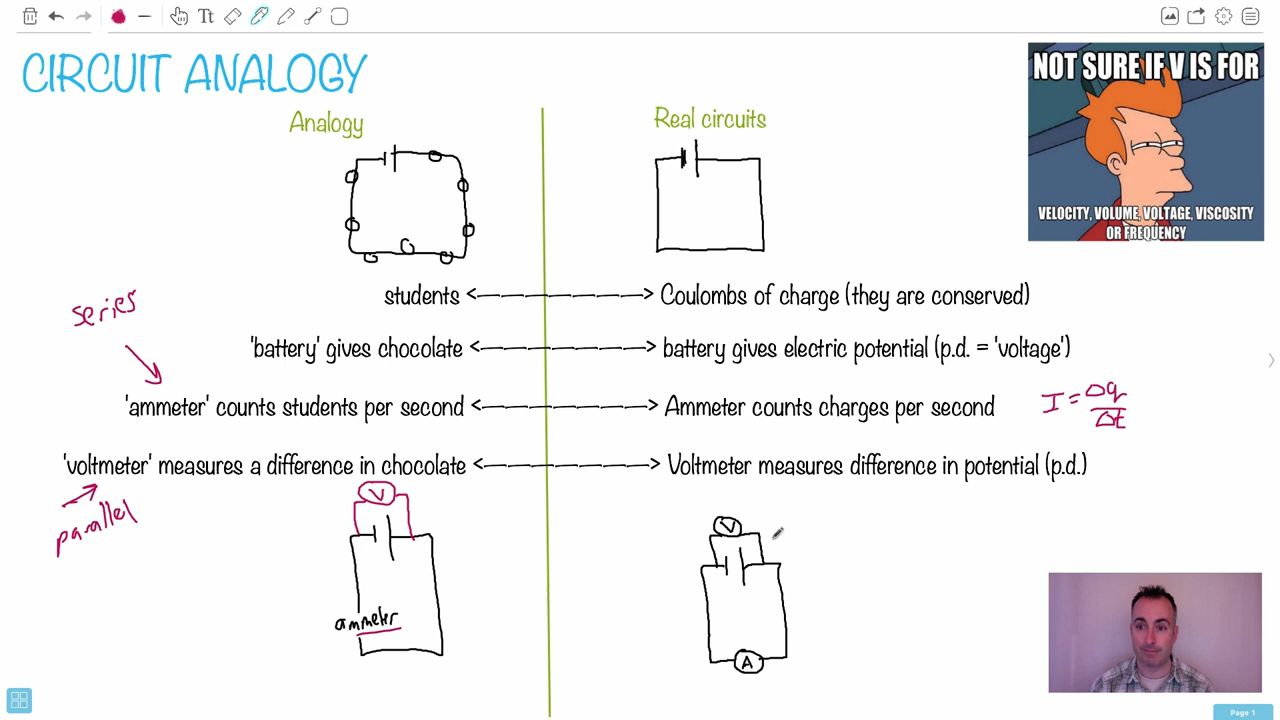 Tt
CIRCUIT ANALOGY
NOT SURE IF V IS FOR
VELOCITY, VOLUME, VOLTAGE, VISCOSITY
OR FREQUENCY
Analogy
Real circuits
series
students <------> Coulombs of charge (they are conserved)
'battery' gives chocolate <------> battery gives electric potential (p.d. = 'voltage')
'ammeter' counts students per second <------> Ammeter counts charges per second
I = Δq/Δt
'voltmeter' measures a difference in chocolate <------> Voltmeter measures difference in potential (p.d.)
parallel
V
V
ammeter
A
Page 1